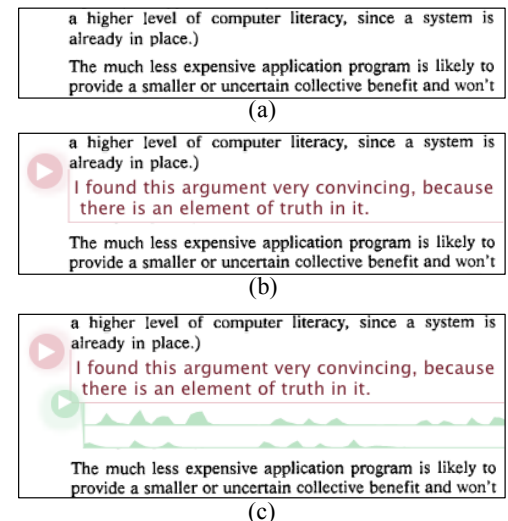 a higher level of computer literacy, since a system is
already in place.)
The much less expensive application program is likely to
provide a smaller or uncertain collective benefit and won't
(a)
a higher level of computer literacy, since a system is
already in place.)
I found this argument very convincing, because
there is an element of truth in it.
The much less expensive application program is likely to
provide a smaller or uncertain collective benefit and won't
(b)
a higher level of computer literacy, since a system is
already in place.)
I found this argument very convincing, because
there is an element of truth in it.
The much less expensive application program is likely to
provide a smaller or uncertain collective benefit and won't
(c)